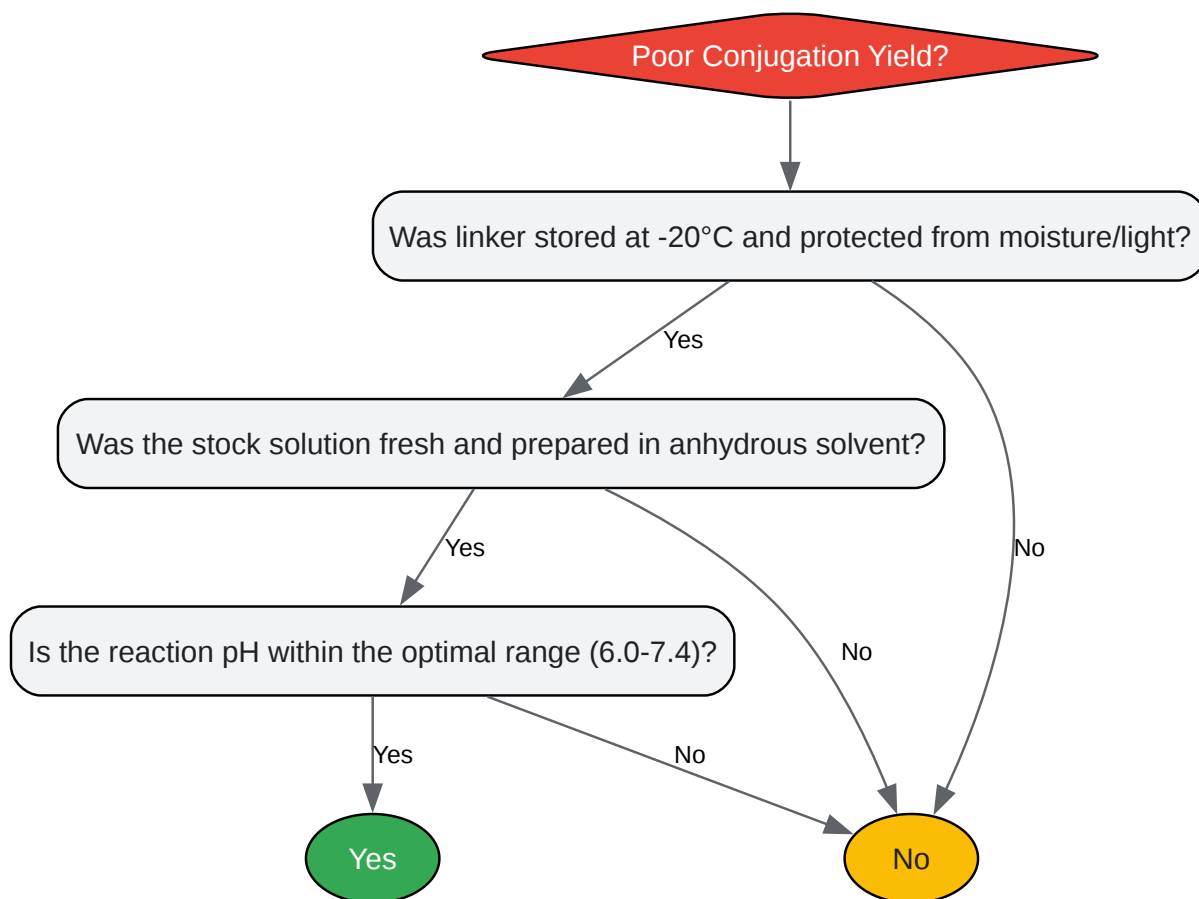 Poor Conjugation Yield?
Was linker stored at -20°C and protected from moisture/light?
Yes
Was the stock solution fresh and prepared in anhydrous solvent?
Yes
No
Is the reaction pH within the optimal range (6.0-7.4)?
No
Yes
No
Yes
No